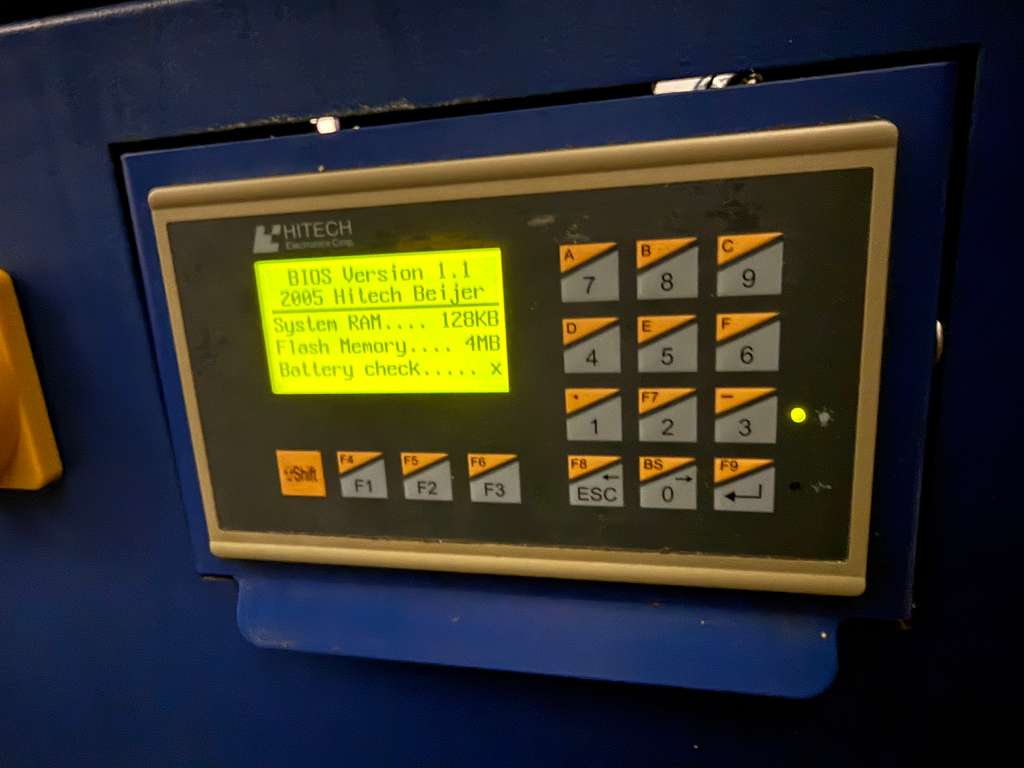 HITECH
Electronics Corp.
BIOS Version 1.1
2005 Hitech Beijer
System RAM.... 128KB
Flash Memory.... 4MB
Battery check..... x
A
7
B
8
C
9
D
4
E
5
F
6
1
F7
2
3
⇧Shift
F4
F1
F5
F2
F6
F3
F8 ←
ESC
BS →
0
F9